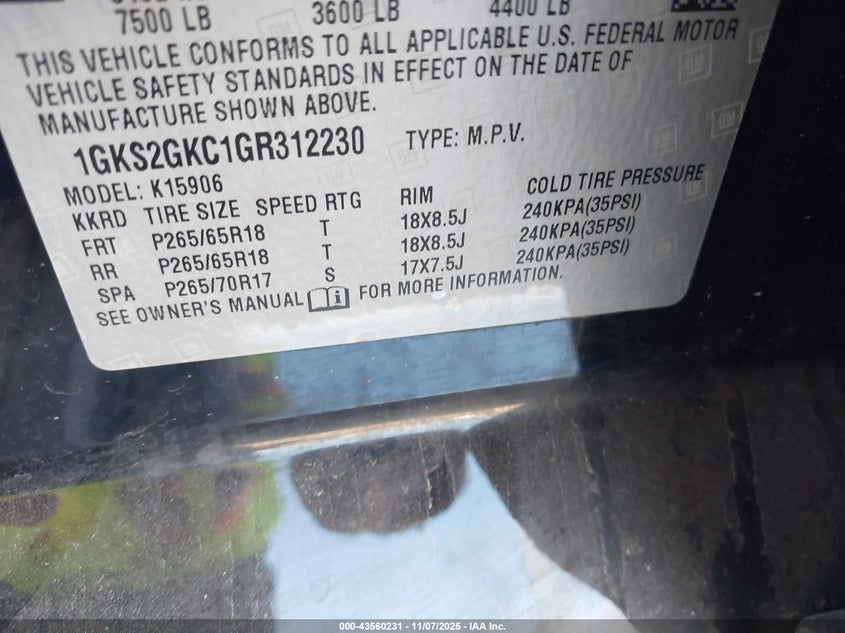 7500 LB 3600 LB 4400 LB
THIS VEHICLE CONFORMS TO ALL APPLICABLE U.S. FEDERAL MOTOR
VEHICLE SAFETY STANDARDS IN EFFECT ON THE DATE OF
MANUFACTURE SHOWN ABOVE.
1GKS2GKC1GR312230 TYPE: M.P.V.
MODEL: K15906
KKRD TIRE SIZE SPEED RTG RIM COLD TIRE PRESSURE
FRT P265/65R18 T 18X8.5J 240KPA(35PSI)
RR P265/65R18 T 18X8.5J 240KPA(35PSI)
SPA P265/70R17 S 17X7.5J 240KPA(35PSI)
SEE OWNER'S MANUAL i FOR MORE INFORMATION.
000-43560231 - 11/07/2025 - IAA Inc.